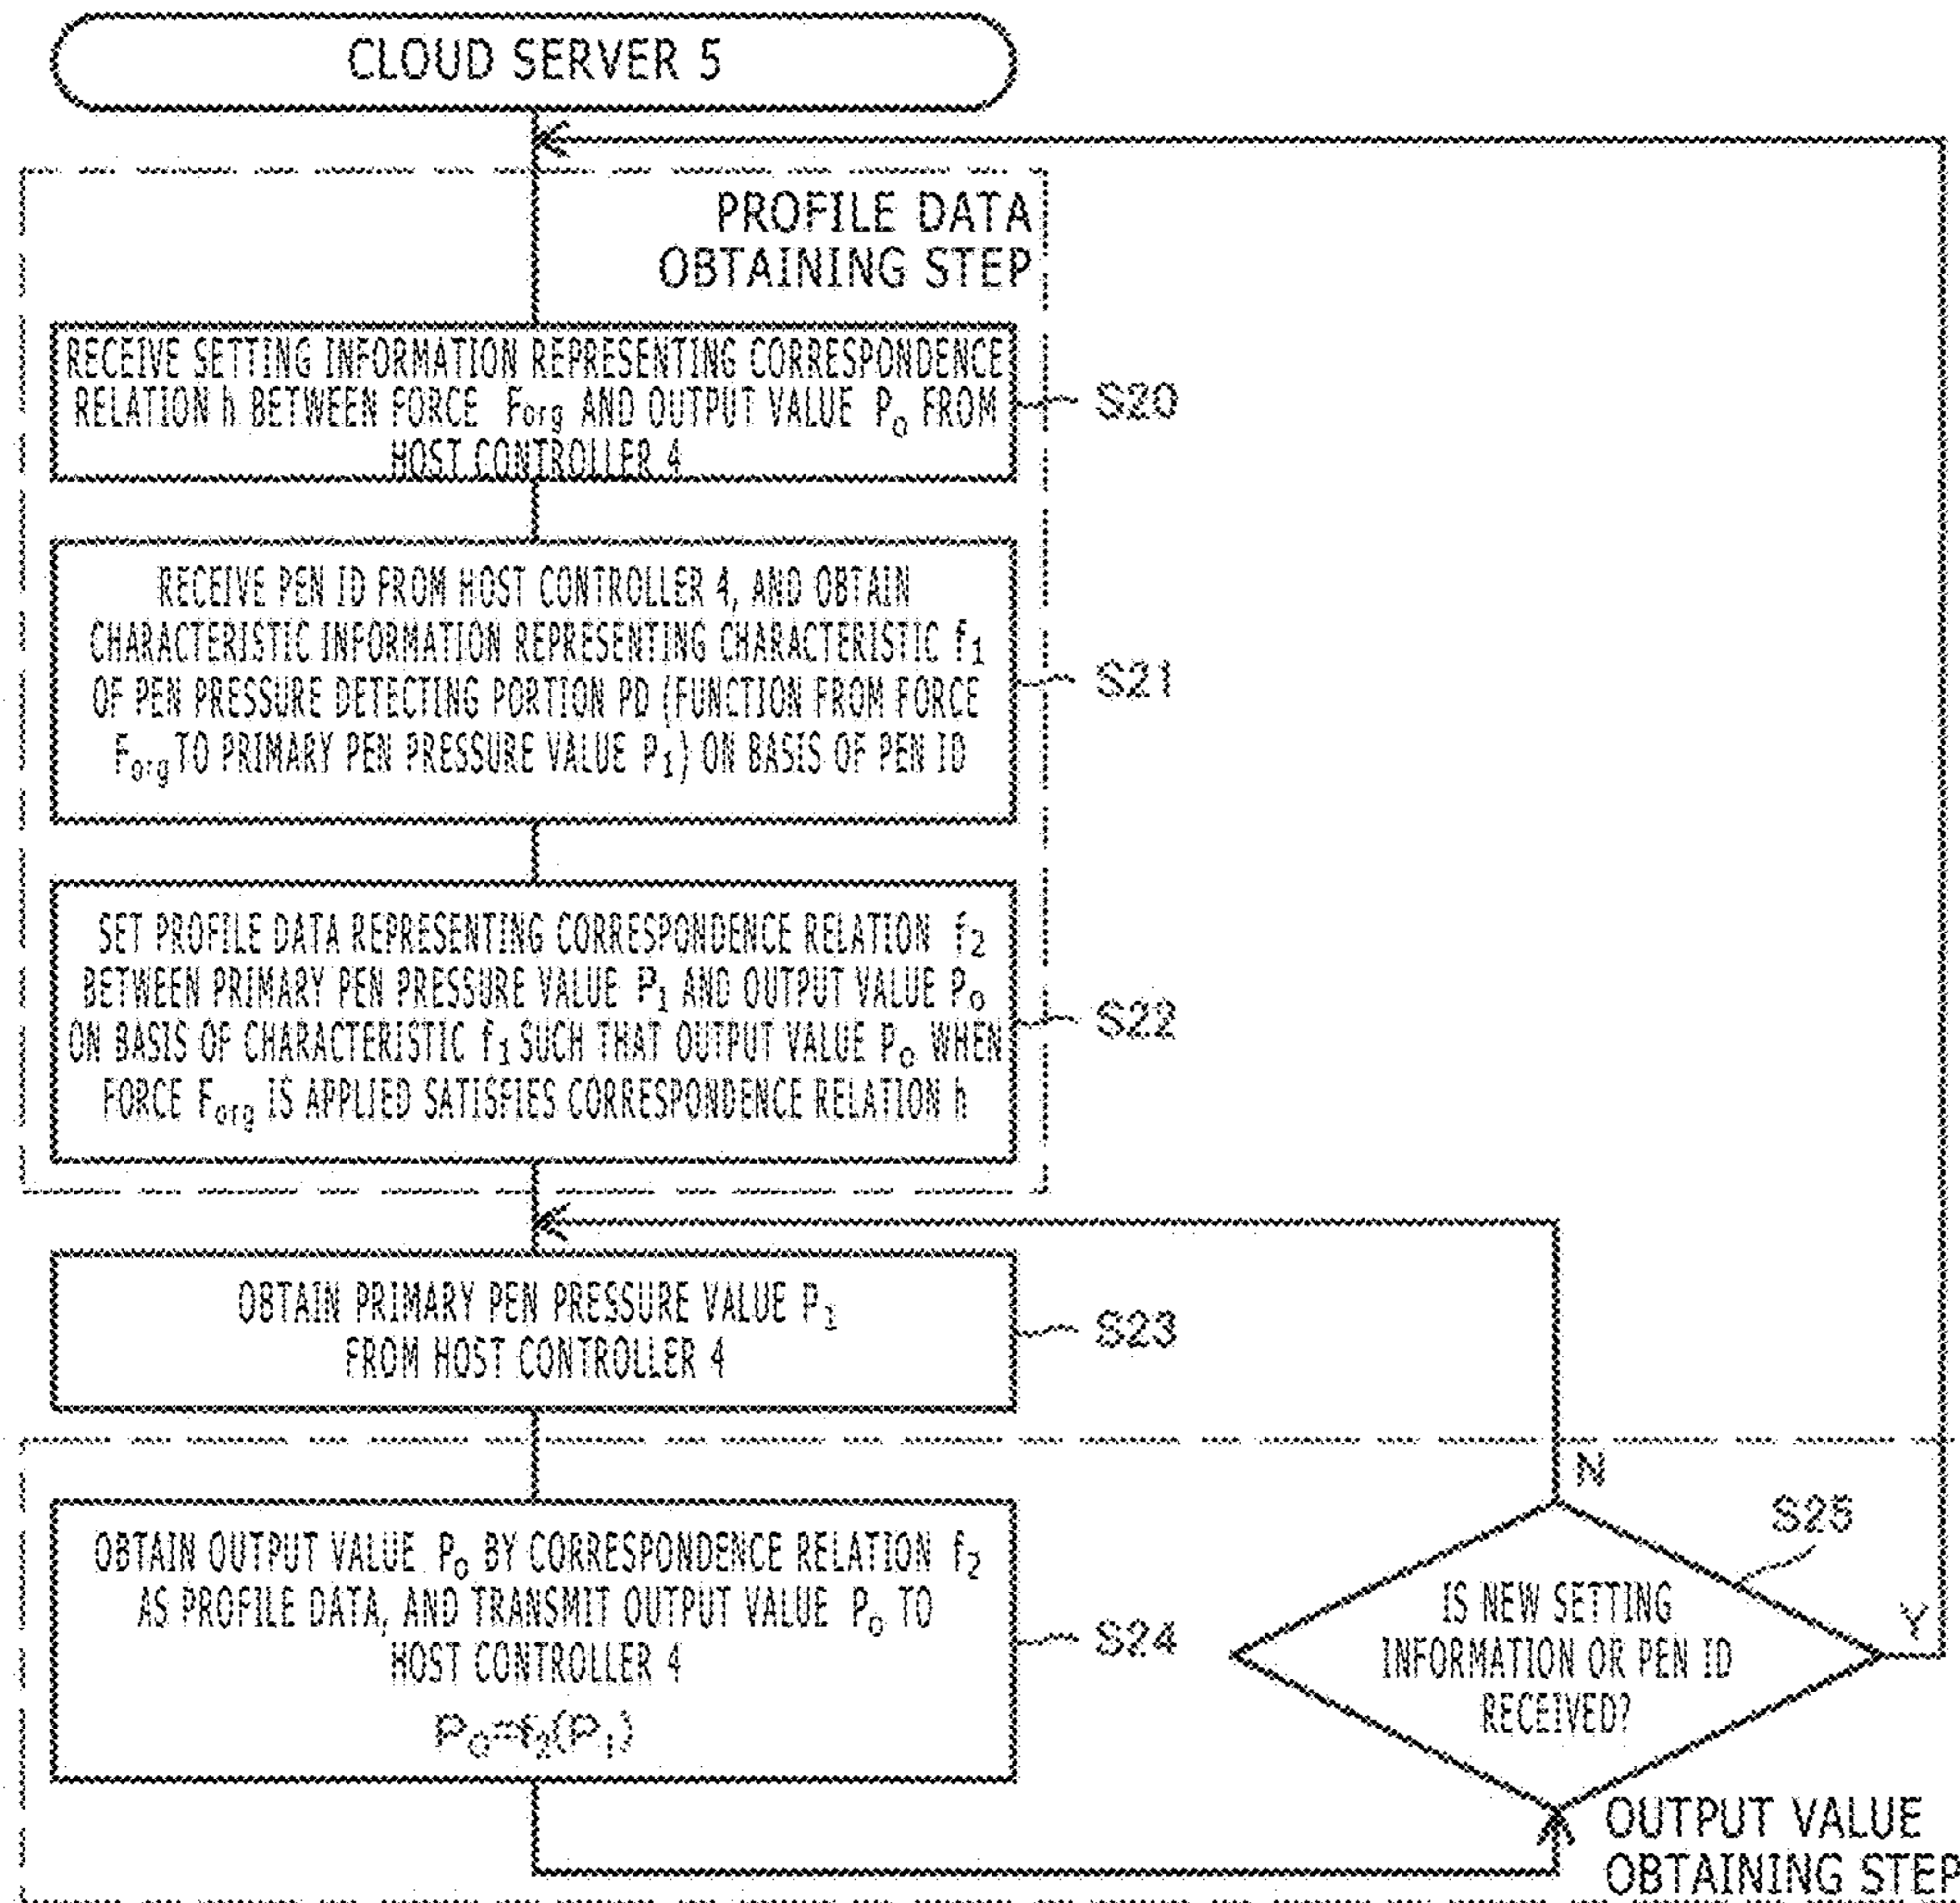 CLOUD SERVER 5
PROFILE DATA
OBTAINING STEP
RECEIVE SETTING INFORMATION REPRESENTING CORRESPONDENCE
RELATION h BETWEEN FORCE Forg AND OUTPUT VALUE Po FROM
HOST CONTROLLER 4
S20
RECEIVE PEN ID FROM HOST CONTROLLER 4, AND OBTAIN
CHARACTERISTIC INFORMATION REPRESENTING CHARACTERISTIC f1
OF PEN PRESSURE DETECTING PORTION PD (FUNCTION FROM FORCE
Forg TO PRIMARY PEN PRESSURE VALUE P1) ON BASIS OF PEN ID
S21
SET PROFILE DATA REPRESENTING CORRESPONDENCE RELATION f2
BETWEEN PRIMARY PEN PRESSURE VALUE P1 AND OUTPUT VALUE Po
ON BASIS OF CHARACTERISTIC f1 SUCH THAT OUTPUT VALUE Po WHEN
FORCE Forg IS APPLIED SATISFIES CORRESPONDENCE RELATION h
S22
OBTAIN PRIMARY PEN PRESSURE VALUE P1
FROM HOST CONTROLLER 4
S23
OBTAIN OUTPUT VALUE Po BY CORRESPONDENCE RELATION f2
AS PROFILE DATA, AND TRANSMIT OUTPUT VALUE Po TO
HOST CONTROLLER 4
Po=f2(P1)
S24
N
S25
IS NEW SETTING
INFORMATION OR PEN ID
RECEIVED?
Y
OUTPUT VALUE
OBTAINING STEP